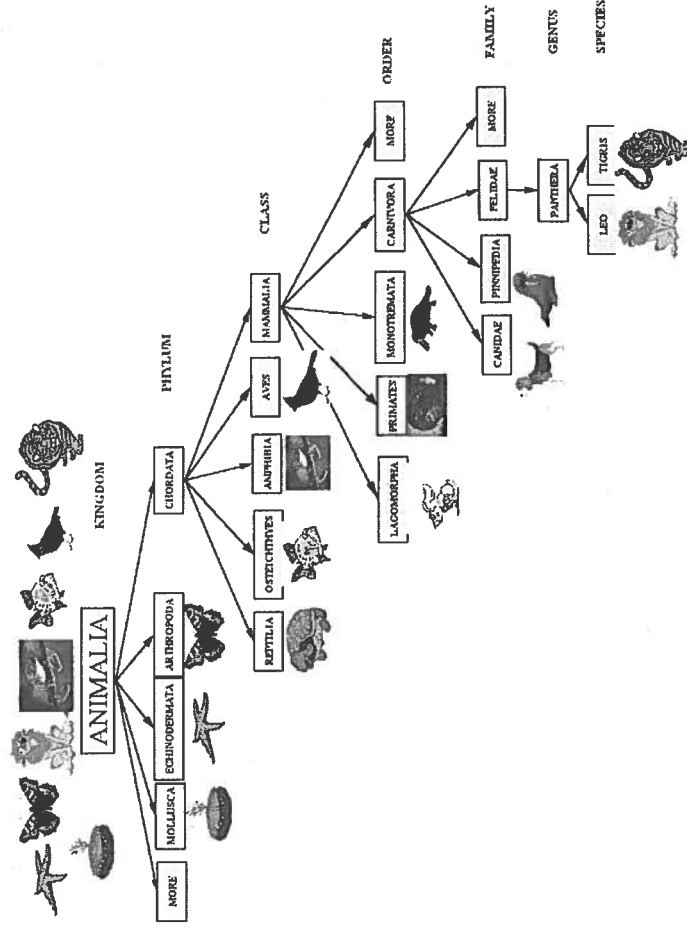 ANIMALIA
KINGDOM
MORE
MOLLUSCA
ECHINODERMATA
ARTHROPODA
CHORDATA
PHYLUM
REPTILIA
OSTEICHTHYES
AMPHIBIA
AVES
MAMMALIA
CLASS
LAGOMORPHA
PRIMATES
MONOTREMATA
CARNIVORA
MORE
ORDER
CANIDAE
PINNIPEDIA
FELIDAE
MORE
FAMILY
PANTHERA
GENUS
LEO
TIGRIS
SPECIES